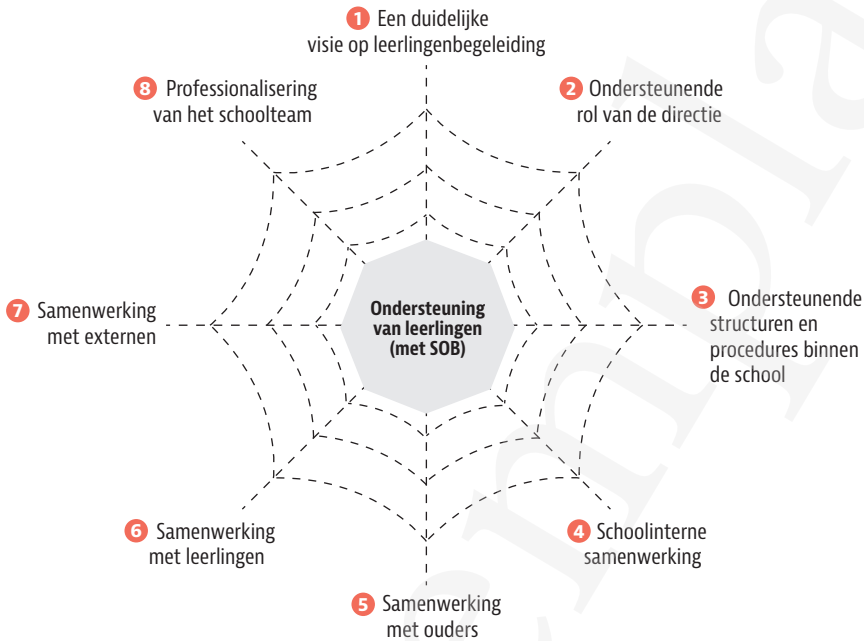 1 Een duidelijke
visie op leerlingenbegeleiding
2 Ondersteunende
rol van de directie
3 Ondersteunende
structuren en
procedures binnen
de school
4 Schoolinterne
samenwerking
5 Samenwerking
met ouders
6 Samenwerking
met leerlingen
7 Samenwerking
met externen
8 Professionalisering
van het schoolteam
Ondersteuning
van leerlingen
(met SOB)